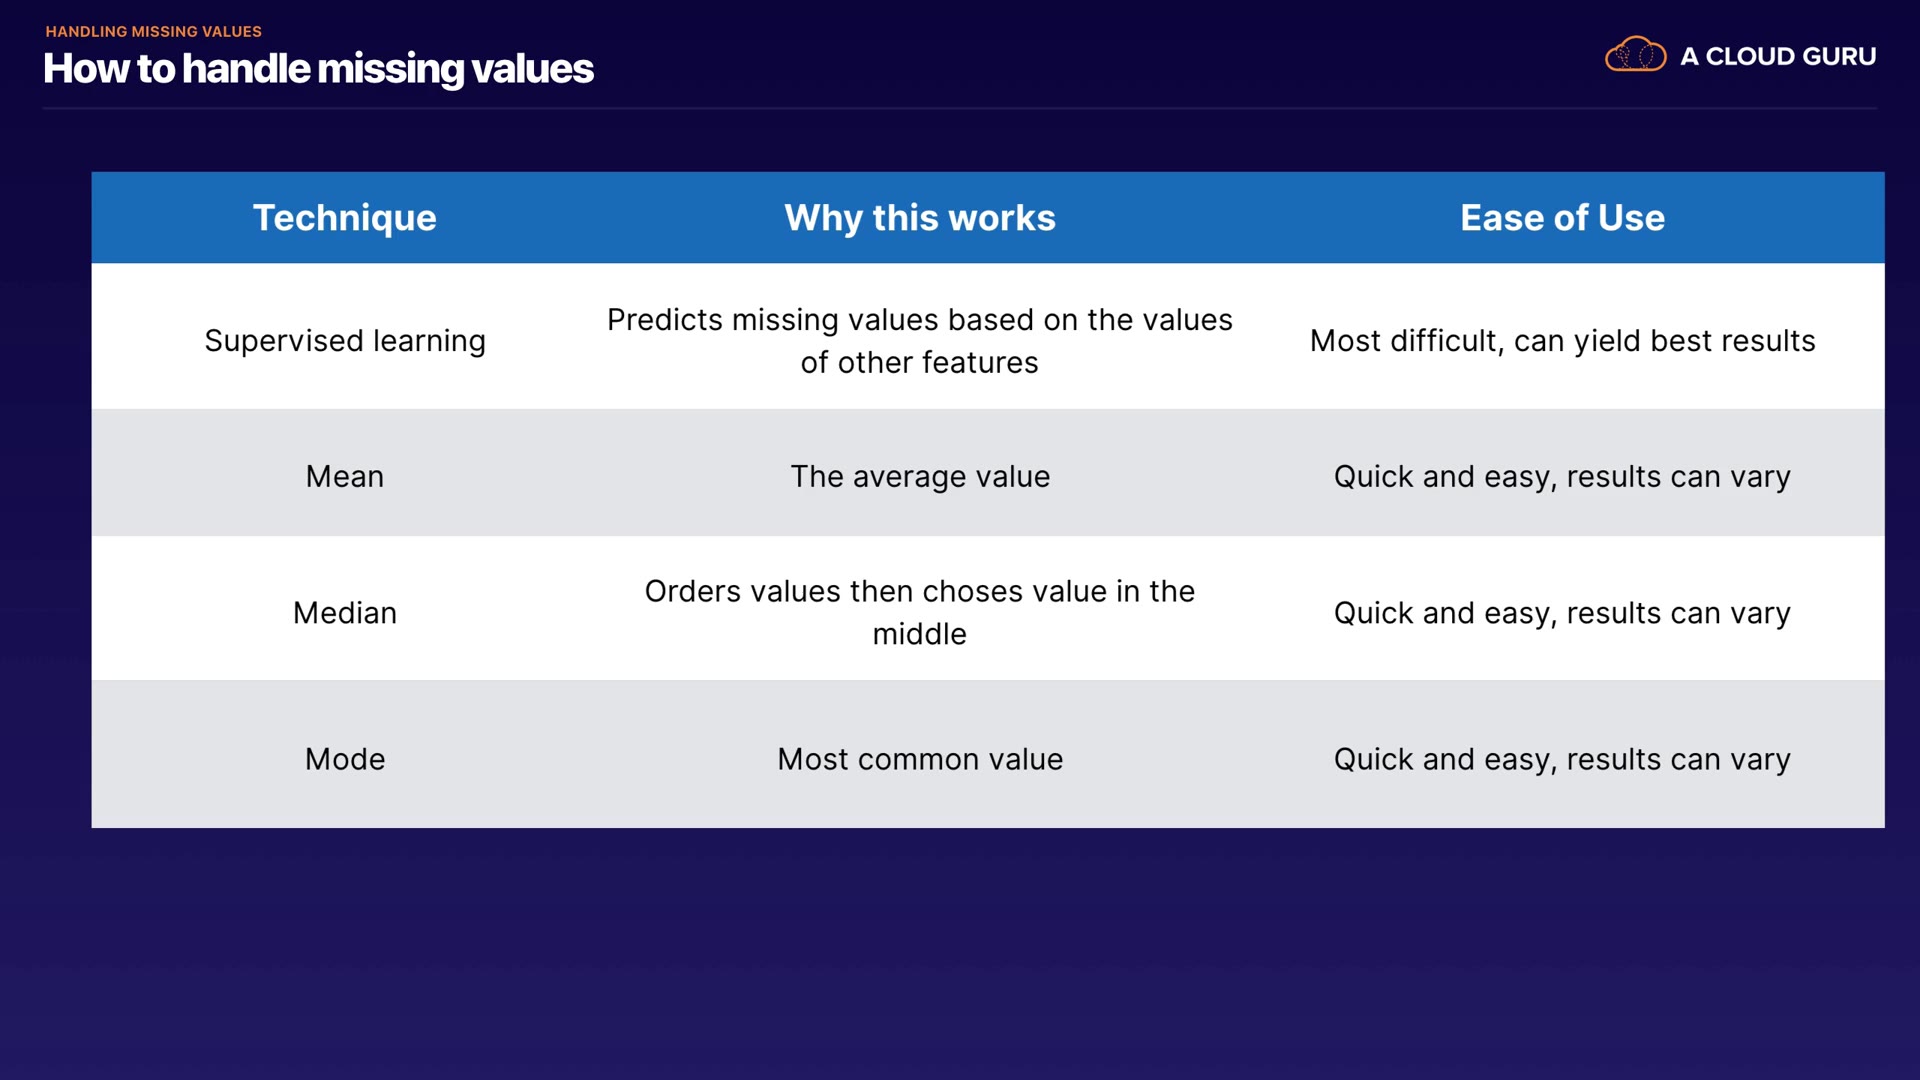 HANDLING MISSING VALUES
How to handle missing values
A CLOUD GURU
Technique
Why this works
Ease of Use
Supervised learning
Predicts missing values based on the values
of other features
Most difficult, can yield best results
Mean
The average value
Quick and easy, results can vary
Median
Orders values then choses value in the
middle
Quick and easy, results can vary
Mode
Most common value
Quick and easy, results can vary